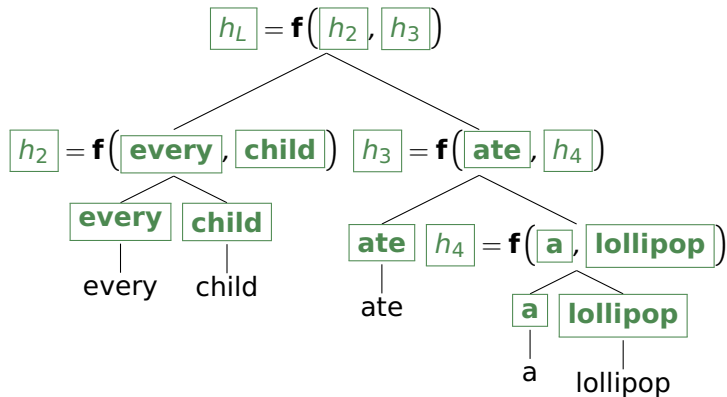 h_L = f(h_2, h_3)
h_2 = f(every, child) h_3 = f(ate, h_4)
every child ate h_4 = f(a, lollipop)
every child ate
a lollipop
a lollipop